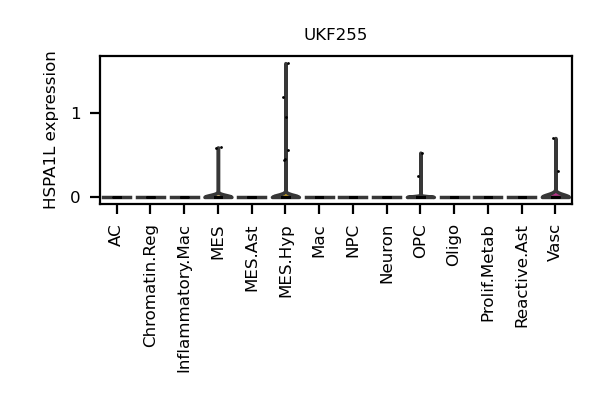 UKF255
HSPA1L expression
1
0
AC
Chromatin.Reg
Inflammatory.Mac
MES
MES.Ast
MES.Hyp
Mac
NPC
Neuron
OPC
Oligo
Prolif.Metab
Reactive.Ast
Vasc